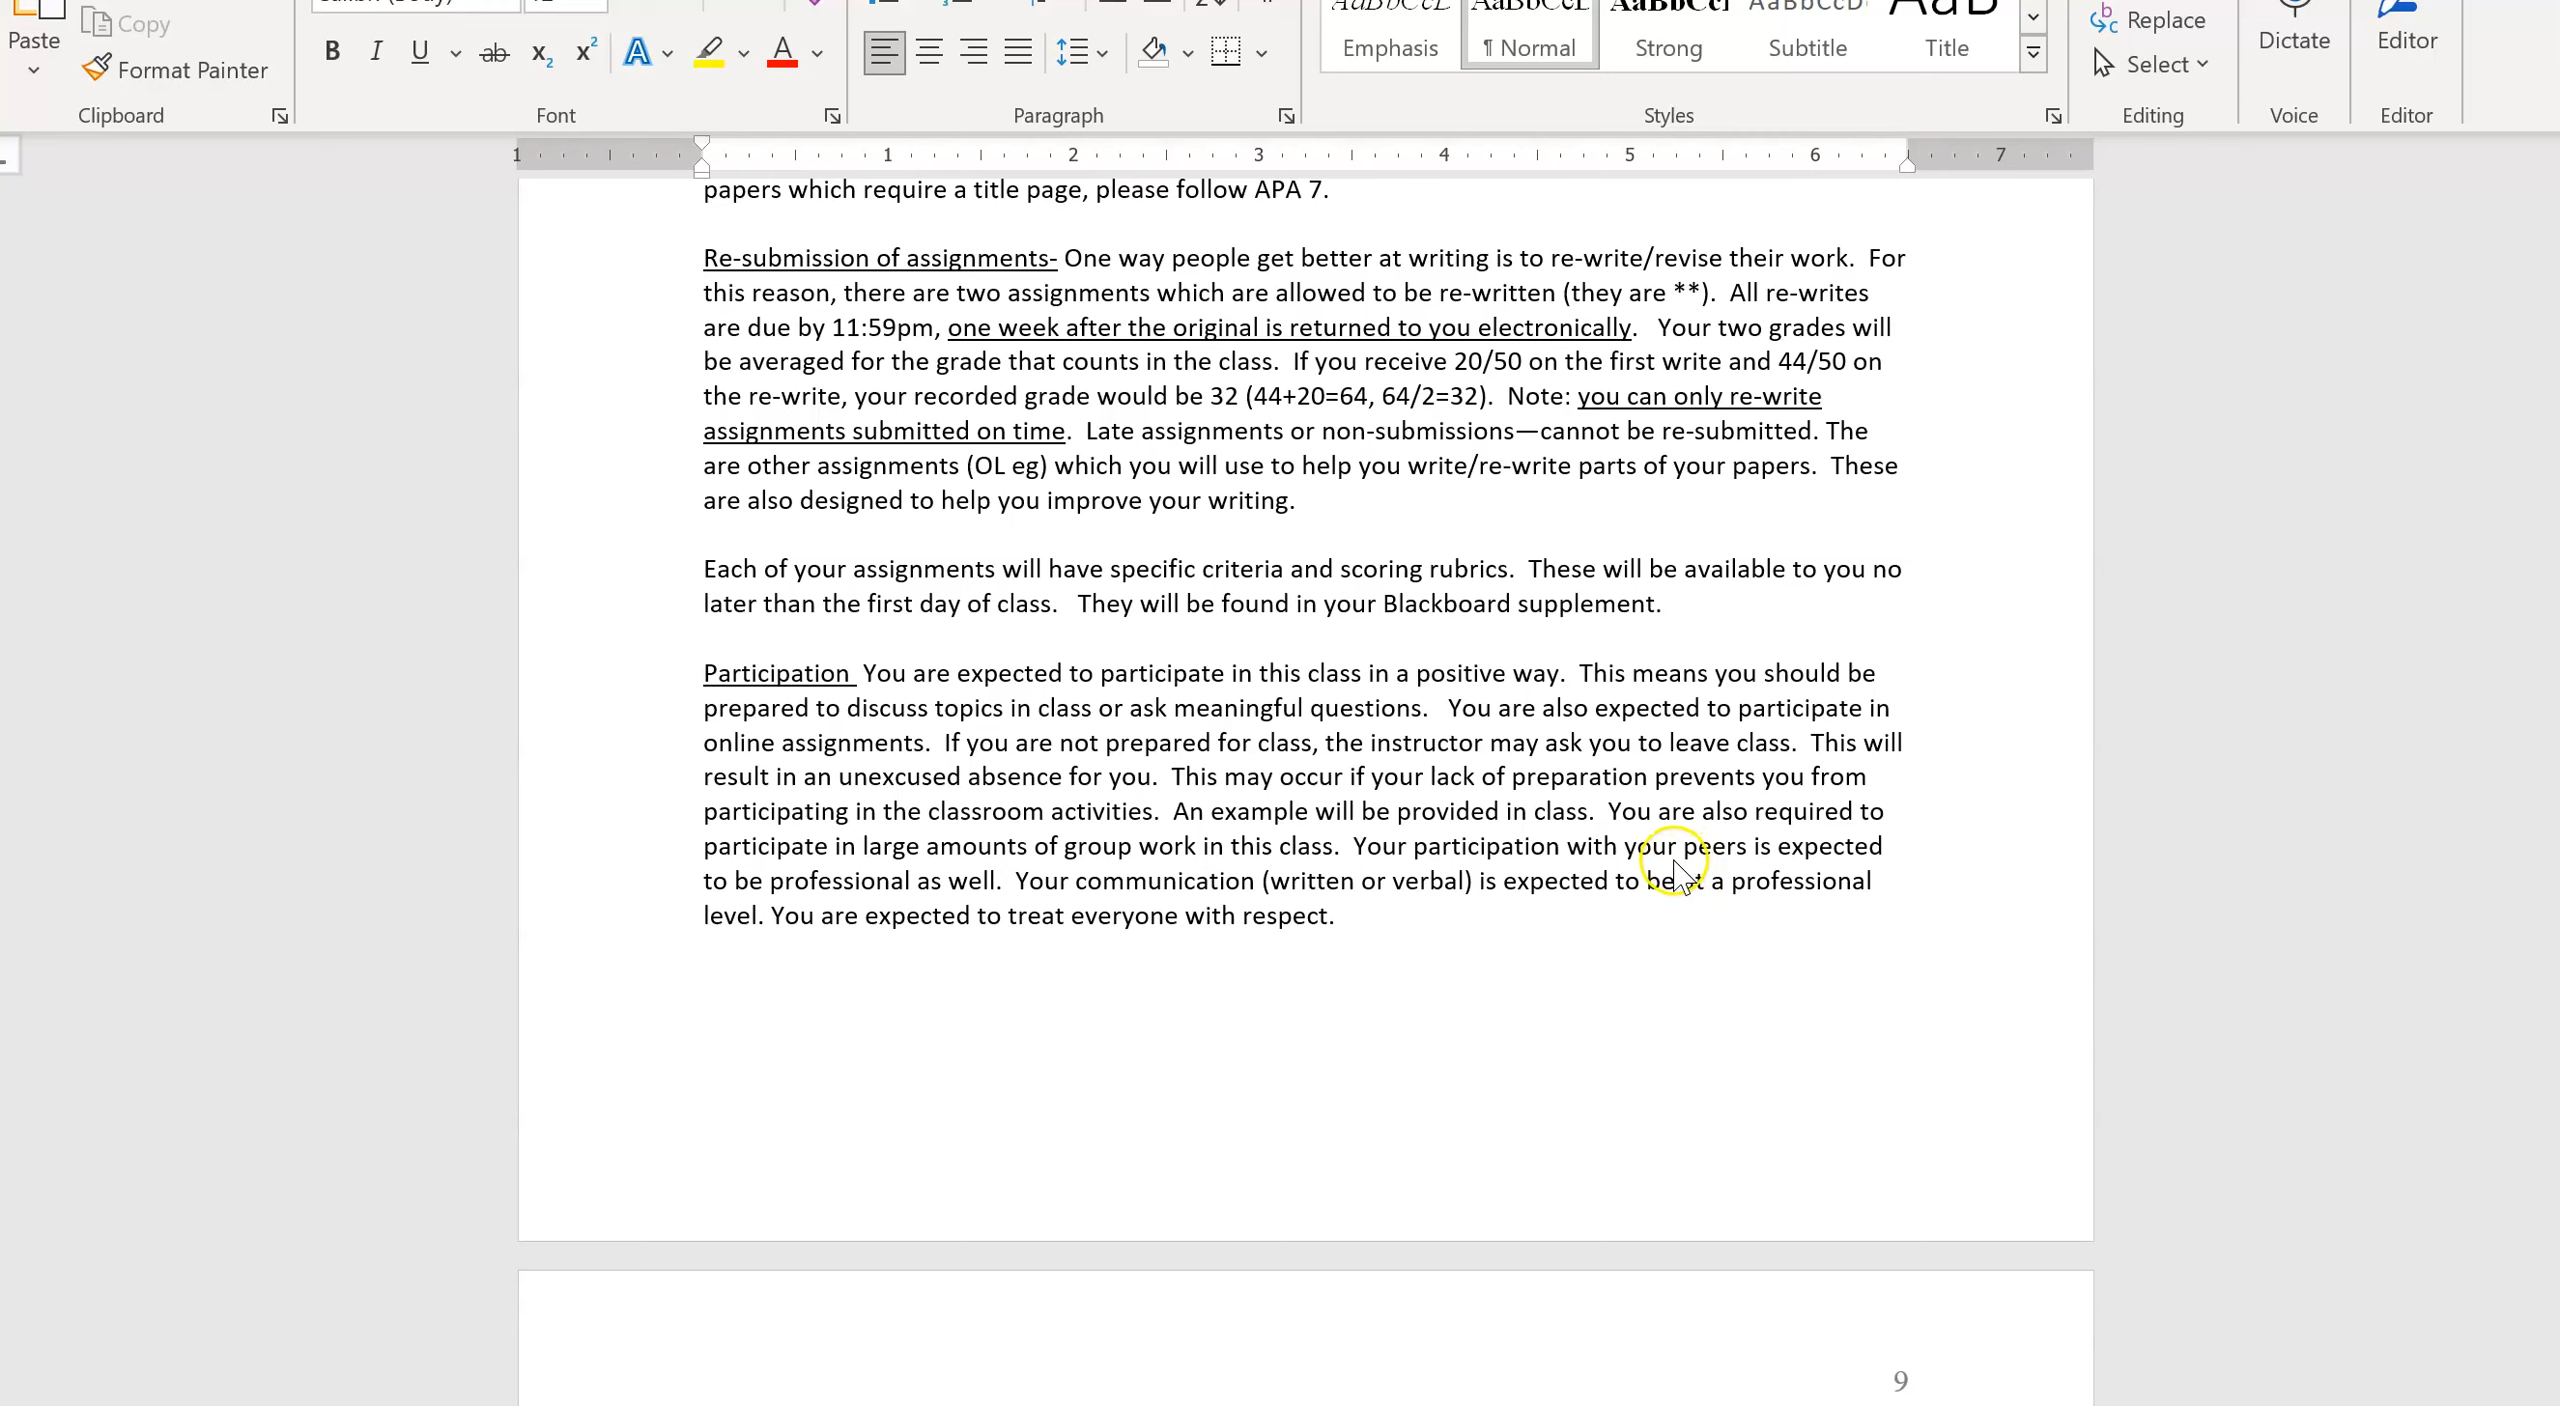 Paste
Copy
Format Painter
Clipboard
B I U ab x2 x2 A A
Font
Paragraph
AaBbCcL AaBbCcL AaBbCcI AaBbCcD AaB
Emphasis ¶ Normal Strong Subtitle Title
Styles
Replace
Select
Editing
Dictate
Voice
Editor
Editor
1 1 2 3 4 5 6 7
papers which require a title page, please follow APA 7.
Re-submission of assignments- One way people get better at writing is to re-write/revise their work.  For
this reason, there are two assignments which are allowed to be re-written (they are **).  All re-writes
are due by 11:59pm, one week after the original is returned to you electronically.   Your two grades will
be averaged for the grade that counts in the class.  If you receive 20/50 on the first write and 44/50 on
the re-write, your recorded grade would be 32 (44+20=64, 64/2=32).  Note: you can only re-write
assignments submitted on time.  Late assignments or non-submissions—cannot be re-submitted. The
are other assignments (OL eg) which you will use to help you write/re-write parts of your papers.  These
are also designed to help you improve your writing.
Each of your assignments will have specific criteria and scoring rubrics.  These will be available to you no
later than the first day of class.   They will be found in your Blackboard supplement.
Participation  You are expected to participate in this class in a positive way.  This means you should be
prepared to discuss topics in class or ask meaningful questions.   You are also expected to participate in
online assignments.  If you are not prepared for class, the instructor may ask you to leave class.  This will
result in an unexcused absence for you.  This may occur if your lack of preparation prevents you from
participating in the classroom activities.  An example will be provided in class.  You are also required to
participate in large amounts of group work in this class.  Your participation with your peers is expected
to be professional as well.  Your communication (written or verbal) is expected to be at a professional
level. You are expected to treat everyone with respect.
9